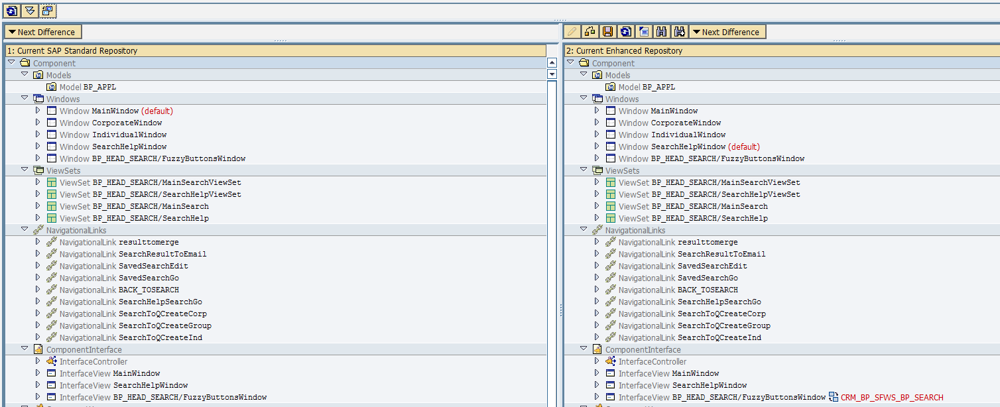 Next Difference
1: Current SAP Standard Repository
Component
Models
Model BP_APPL
Windows
Window MainWindow (default)
Window CorporateWindow
Window IndividualWindow
Window SearchHelpWindow
Window BP_HEAD_SEARCH/FuzzyButtonsWindow
ViewSets
ViewSet BP_HEAD_SEARCH/MainSearchViewSet
ViewSet BP_HEAD_SEARCH/SearchHelpViewSet
ViewSet BP_HEAD_SEARCH/MainSearch
ViewSet BP_HEAD_SEARCH/SearchHelp
NavigationalLinks
NavigationalLink resulttomerge
NavigationalLink SearchResultToEmail
NavigationalLink SavedSearchEdit
NavigationalLink SavedSearchGo
NavigationalLink BACK_TOSEARCH
NavigationalLink SearchHelpSearchGo
NavigationalLink SearchToQCreateCorp
NavigationalLink SearchToQCreateGroup
NavigationalLink SearchToQCreateInd
ComponentInterface
InterfaceController
InterfaceView MainWindow
InterfaceView SearchHelpWindow
InterfaceView BP_HEAD_SEARCH/FuzzyButtonsWindow
Next Difference
2: Current Enhanced Repository
Component
Models
Model BP_APPL
Windows
Window MainWindow
Window CorporateWindow
Window IndividualWindow
Window SearchHelpWindow (default)
Window BP_HEAD_SEARCH/FuzzyButtonsWindow
ViewSets
ViewSet BP_HEAD_SEARCH/MainSearchViewSet
ViewSet BP_HEAD_SEARCH/SearchHelpViewSet
ViewSet BP_HEAD_SEARCH/MainSearch
ViewSet BP_HEAD_SEARCH/SearchHelp
NavigationalLinks
NavigationalLink resulttomerge
NavigationalLink SearchResultToEmail
NavigationalLink SavedSearchEdit
NavigationalLink SavedSearchGo
NavigationalLink BACK_TOSEARCH
NavigationalLink SearchHelpSearchGo
NavigationalLink SearchToQCreateCorp
NavigationalLink SearchToQCreateGroup
NavigationalLink SearchToQCreateInd
ComponentInterface
InterfaceController
InterfaceView MainWindow
InterfaceView SearchHelpWindow
InterfaceView BP_HEAD_SEARCH/FuzzyButtonsWindow CRM_BP_SFWS_BP_SEARCH